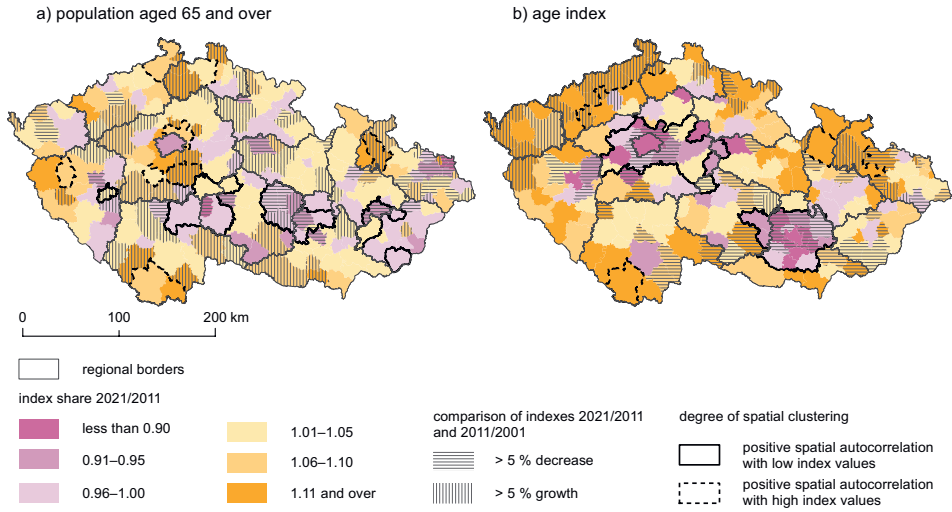 a) population aged 65 and over
b) age index
0 100 200 km
regional borders
index share 2021/2011
less than 0.90
0.91–0.95
0.96–1.00
1.01–1.05
1.06–1.10
1.11 and over
comparison of indexes 2021/2011
and 2011/2001
> 5 % decrease
> 5 % growth
degree of spatial clustering
positive spatial autocorrelation
with low index values
positive spatial autocorrelation
with high index values